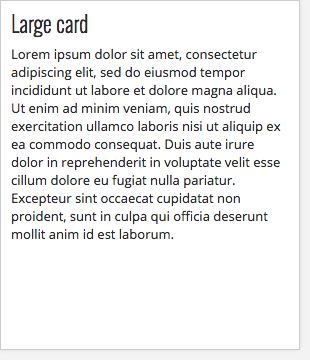 Large card
Lorem ipsum dolor sit amet, consectetur
adipiscing elit, sed do eiusmod tempor
incididunt ut labore et dolore magna aliqua.
Ut enim ad minim veniam, quis nostrud
exercitation ullamco laboris nisi ut aliquip ex
ea commodo consequat. Duis aute irure
dolor in reprehenderit in voluptate velit esse
cillum dolore eu fugiat nulla pariatur.
Excepteur sint occaecat cupidatat non
proident, sunt in culpa qui officia deserunt
mollit anim id est laborum.